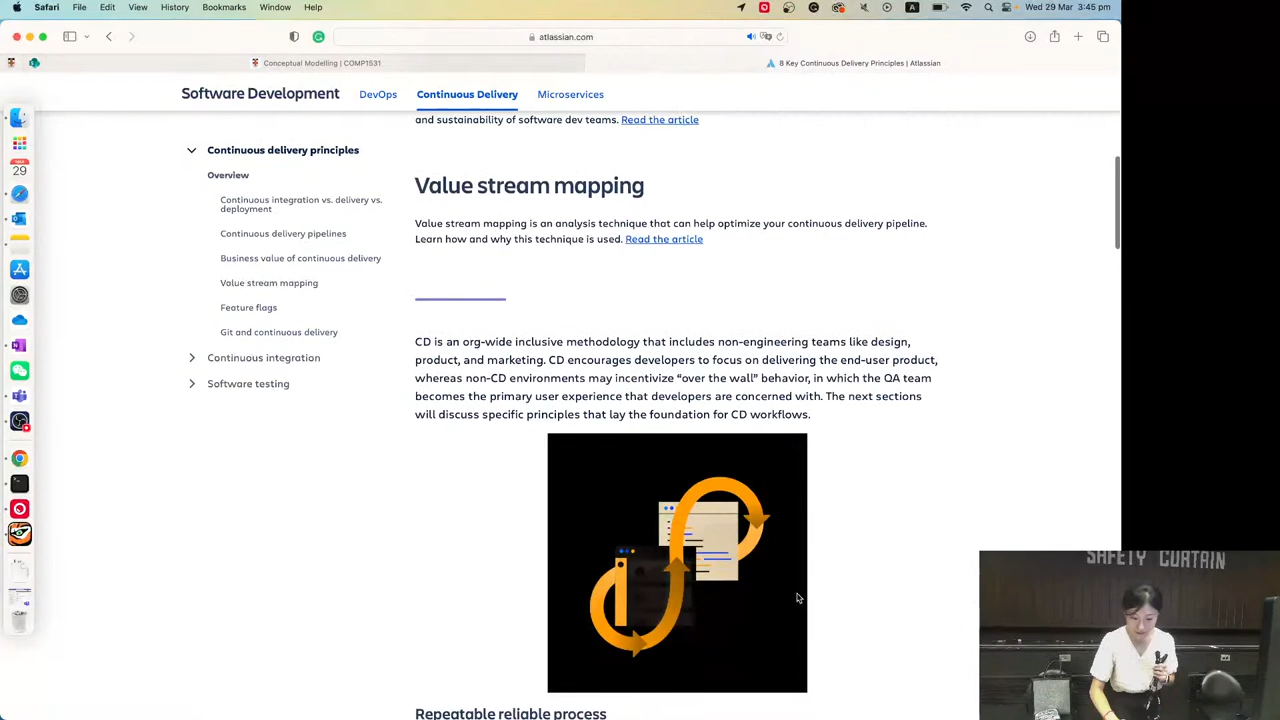 Safari File Edit View History Bookmarks Window Help
Wed 29 Mar 3:45 pm
atlassian.com
Conceptual Modelling | COMP1531
8 Key Continuous Delivery Principles | Atlassian
Software Development DevOps Continuous Delivery Microservices
and sustainability of software dev teams. Read the article
Continuous delivery principles
Overview
Continuous integration vs. delivery vs.
deployment
Continuous delivery pipelines
Business value of continuous delivery
Value stream mapping
Feature flags
Git and continuous delivery
Continuous integration
Software testing
Value stream mapping
Value stream mapping is an analysis technique that can help optimize your continuous delivery pipeline.
Learn how and why this technique is used. Read the article
CD is an org-wide inclusive methodology that includes non-engineering teams like design,
product, and marketing. CD encourages developers to focus on delivering the end-user product,
whereas non-CD environments may incentivize “over the wall” behavior, in which the QA team
becomes the primary user experience that developers are concerned with. The next sections
will discuss specific principles that lay the foundation for CD workflows.
Repeatable reliable process
29
SAFETY CURTAIN